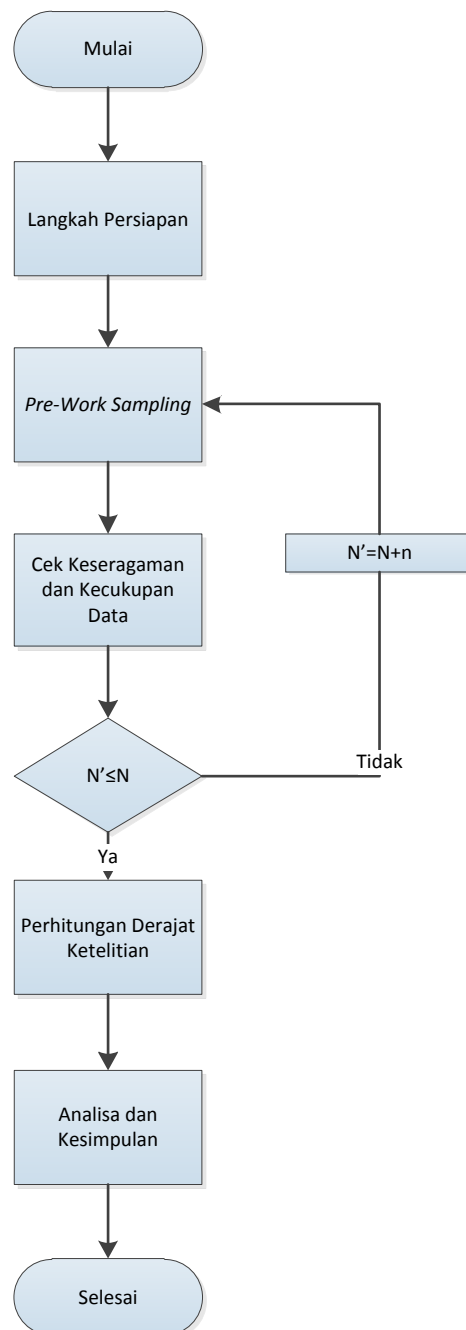 Mulai
Langkah Persiapan
Pre-Work Sampling
Cek Keseragaman
dan Kecukupan
Data
N’=N+n
N’≤N
Tidak
Ya
Perhitungan Derajat
Ketelitian
Analisa dan
Kesimpulan
Selesai